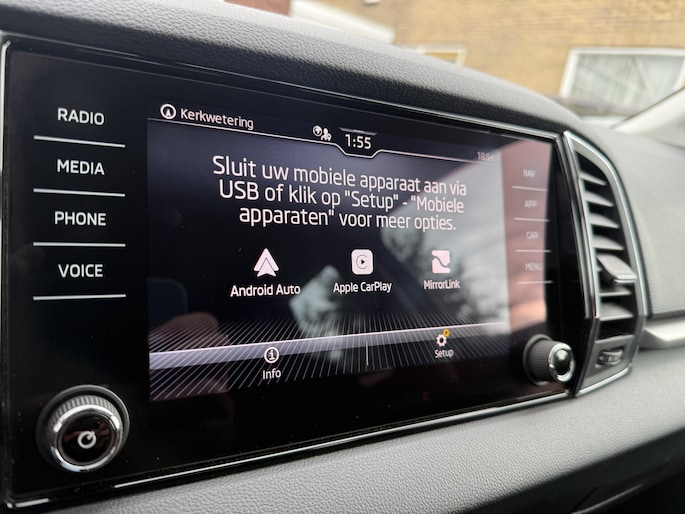 RADIO
MEDIA
PHONE
VOICE
Kerkwetering
1:55
Sluit uw mobiele apparaat aan via
USB of klik op "Setup" - "Mobiele
apparaten" voor meer opties.
Android Auto
Apple CarPlay
MirrorLink
Info
Setup
NAV
APP
CAR
MENU